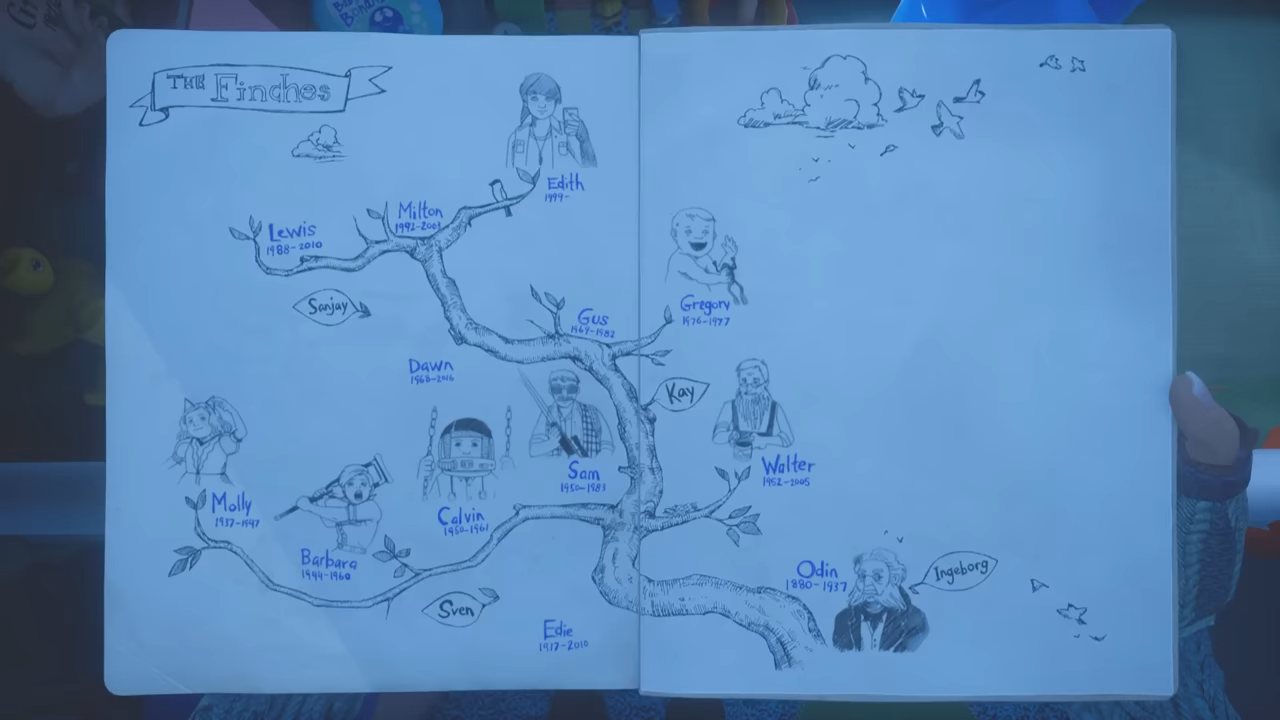 THE Finches
Edith
1999-
Milton
1992-2003
Lewis
1988-2010
Sanjay
Gregory
1976-1977
Gus
1969-1982
Dawn
1968-2016
Kay
Sam
1950-1983
Walter
1952-2005
Calvin
1950-1961
Molly
1937-1947
Barbara
1944-1960
Sven
Edie
1917-2010
Odin
1880-1937
Ingeborg